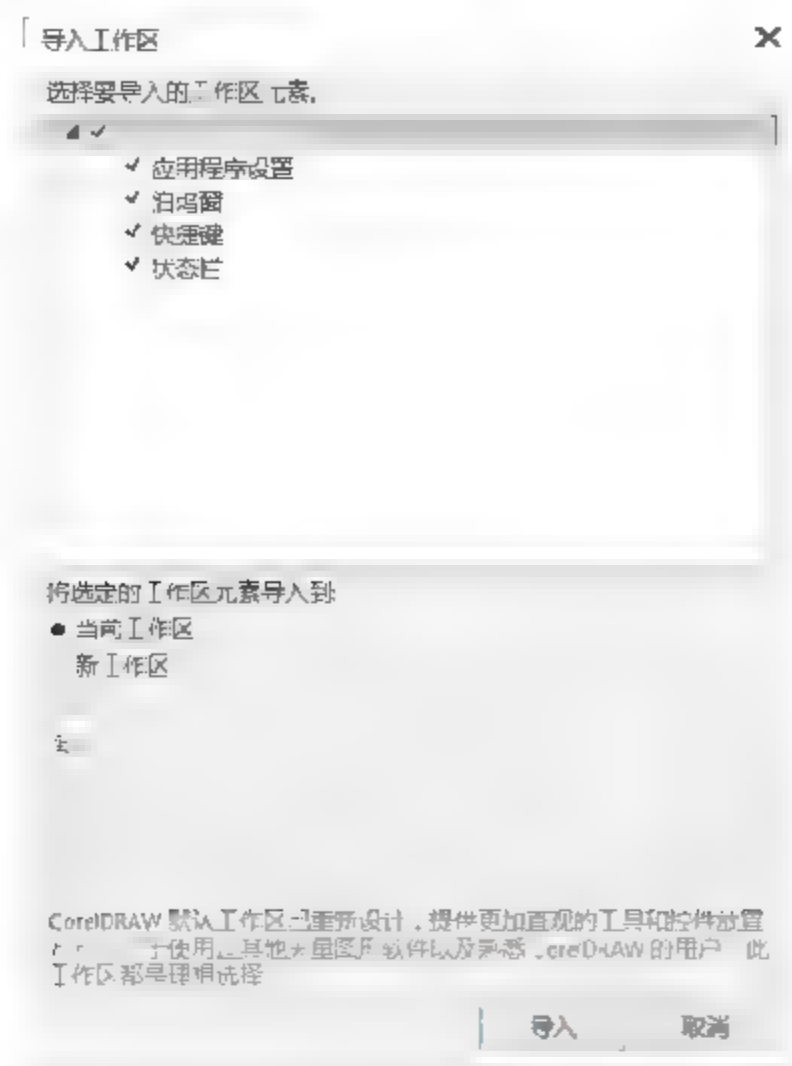 导入工作区
选择要导入的工作区元素。
应用程序设置
泊坞窗
快捷键
状态栏
将选定的工作区元素导入到:
当前工作区
新工作区
CorelDRAW 默认工作区已重新设计，提供更加直观的工具和控件放置
于使用过其他矢量图形软件以及熟悉 CorelDRAW 的用户 此
工作区都是理想选择
导入
取消